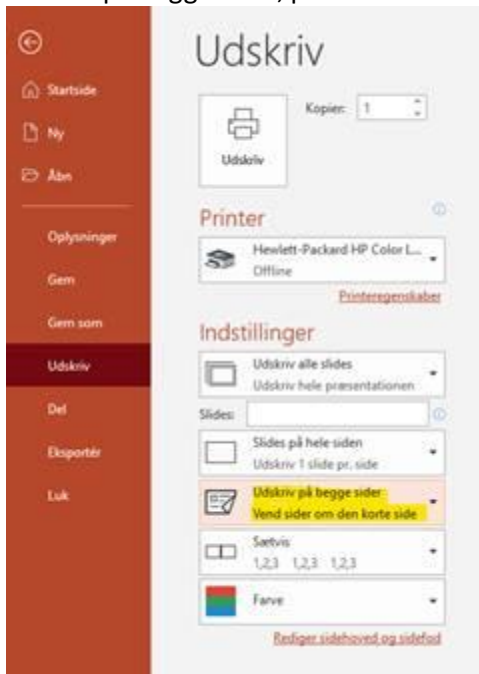 Startside
Ny
Åbn
Oplysninger
Gem
Gem som
Udskriv
Del
Eksportér
Luk
Udskriv
Kopier: 1
Udskriv
Printer
Hewlett-Packard HP Color L...
Offline
Printeregenskaber
Indstillinger
Udskriv alle slides
Udskriv hele præsentationen
Slides:
Slides på hele siden
Udskriv 1 slide pr. side
Udskriv på begge sider
Vend sider om den korte side
Sætvis
1,2,3 1,2,3 1,2,3
Farve
Rediger sidehoved og sidefod